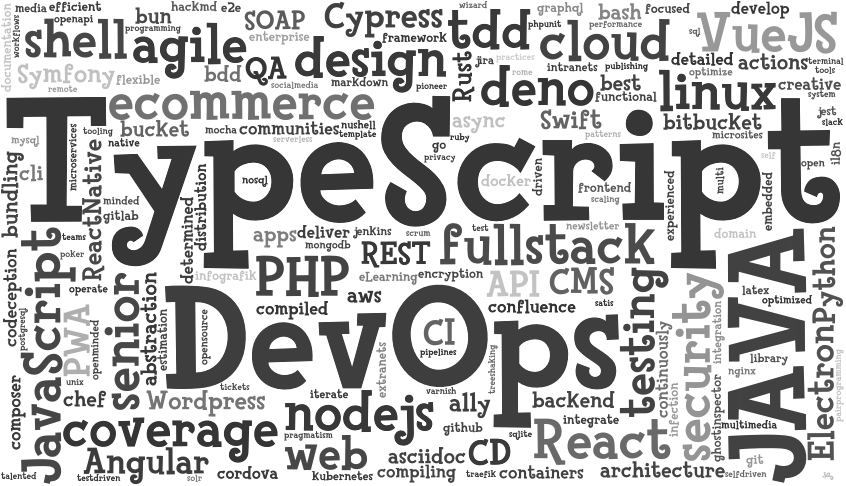 documentation
media
efficient
openapi
workflows
shell
bun
programming
agile
hackmd
e2e
SOAP
enterprise
Cypress
framework
wizard
tdd
graphql
phpunit
bash
performance
focused
develop
cloud
sql
VueJS
Symfony
remote
flexible
bdd
QA
socialmedia
design
markdown
pioneer
Rust
jira
practices
rome
deno
intranets
publishing
best
functional
detailed
optimize
actions
terminal
tools
linux
creative
system
ecommerce
bucket
tooling
native
mocha
communities
serverless
nushell
template
go
privacy
ruby
async
Swift
patterns
bitbucket
microsites
jest
slack
mysql
cli
bundling
microservices
TypeScript
nosql
docker
driven
frontend
scaling
multi
self
open
i18n
experienced
embedded
ReactNative
minded
gitlab
determined
distribution
teams
poker
operate
apps
deliver
mongodb
jenkins
scrum
test
REST
fullstack
newsletter
domain
infografik
PHP
eLearning
encryption
API
CMS
aws
compiled
confluence
satis
testing
security
JAVA
latex
optimized
ElectronPython
codeception
postgresql
JavaScript
PWA
openminded
senior
abstraction
estimation
DevOps
opensource
CI
pipelines
treeshaking
continuously
integration
nginx
library
pairprogramming
composer
unix
chef
tickets
Wordpress
iterate
extranets
varnish
ally
backend
integrate
infection
ghostinspector
multimedia
coverage
nodejs
pragmatism
github
sqlite
React
Angular
web
asciidoc
CD
architecture
git
talented
testdriven
solr
cordova
Kubernetes
compiling
traefik
containers
selfdriven